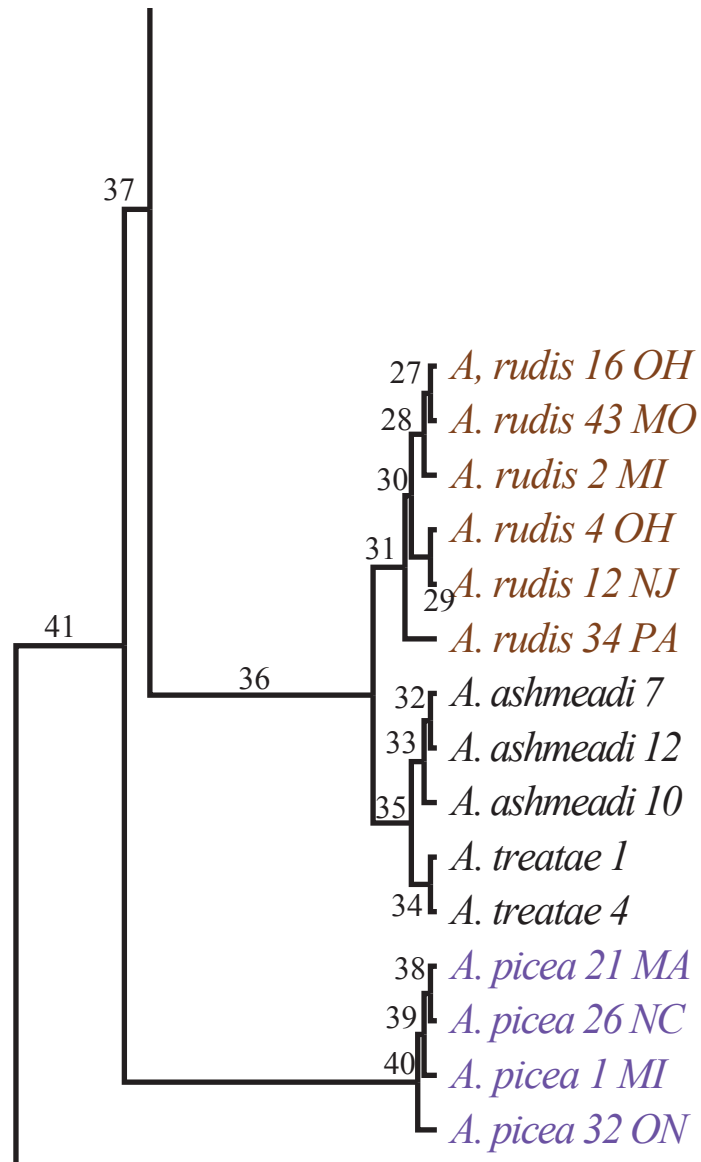 37
27
A, rudis 16 OH
28
A. rudis 43 MO
30
A. rudis 2 MI
A. rudis 4 OH
31
A. rudis 12 NJ
29
41
A. rudis 34 PA
36
32
A. ashmeadi 7
33
A. ashmeadi 12
35
A. ashmeadi 10
A. treatae 1
34
A. treatae 4
38
A. picea 21 MA
39
A. picea 26 NC
40
A. picea 1 MI
A. picea 32 ON